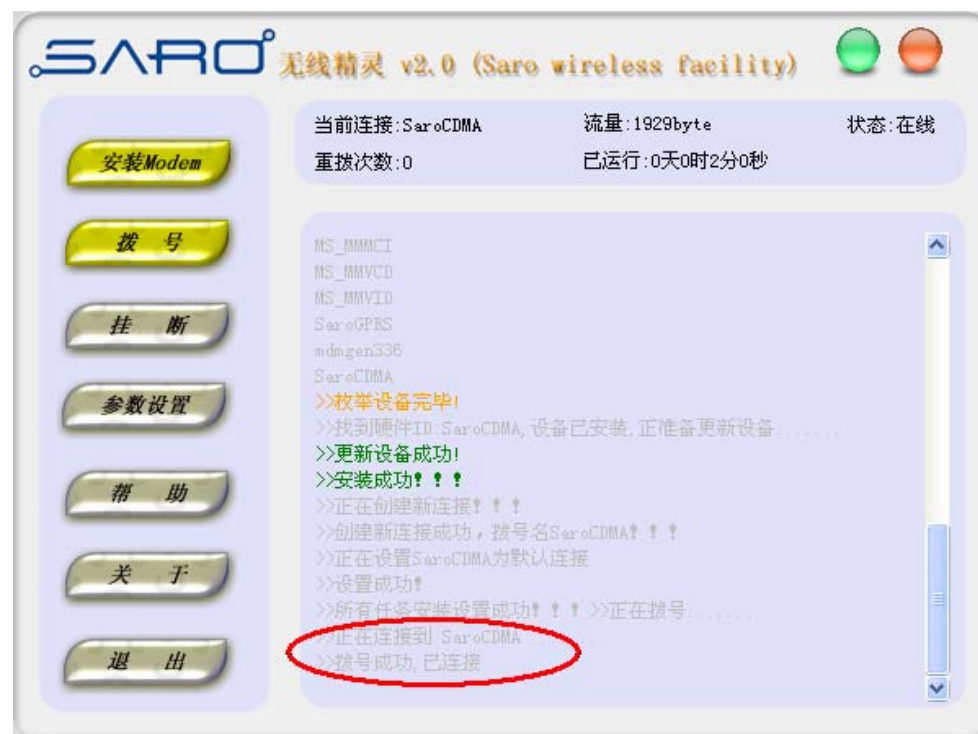 SARO 无线精灵 v2.0 (Saro wireless facility)
当前连接:SaroCDMA 流量:1929byte 状态:在线
重拨次数:0 已运行:0天0时2分0秒
安装Modem
拨 号
挂 断
参数设置
帮 助
关 于
退 出
MS_MMMCI
MS_MMVCD
MS_MMVID
SaroGPRS
mdmgen336
SaroCDMA
>>枚举设备完毕!
>>找到硬件ID:SaroCDMA,设备已安装,正准备更新设备.......
>>更新设备成功!
>>安装成功!!!
>>正在创建新连接!!!
>>创建新连接成功,拨号名SaroCDMA!!!
>>正在设置SaroCDMA为默认连接
>>设置成功!
>>所有任务安装设置成功!!!>>正在拨号........
>>正在连接到 SaroCDMA ........
>>拨号成功,已连接